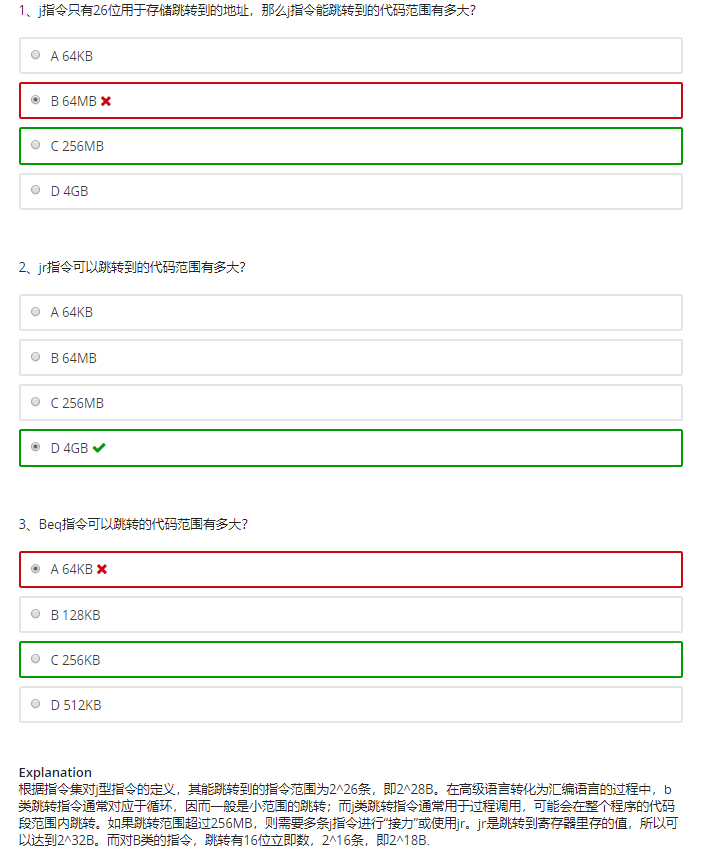 1、j指令只有26位用于存储跳转到的地址，那么j指令能跳转到的代码范围有多大?
A 64KB
B 64MB ✖
C 256MB
D 4GB
2、jr指令可以跳转到的代码范围有多大?
A 64KB
B 64MB
C 256MB
D 4GB ✔
3、Beq指令可以跳转的代码范围有多大?
A 64KB ✖
B 128KB
C 256KB
D 512KB
Explanation
根据指令集对j型指令的定义，其能跳转到的指令范围为2^26条，即2^28B。在高级语言转化为汇编语言的过程中，b
类跳转指令通常对应于循环，因而一般是小范围的跳转；而j类跳转指令通常用于过程调用，可能会在整个程序的代码
段范围内跳转。如果跳转范围超过256MB，则需要多条j指令进行“接力”或使用jr。jr是跳转到寄存器里存的值，所以可
以达到2^32B。而对B类的指令，跳转有16位立即数，2^16条，即2^18B.